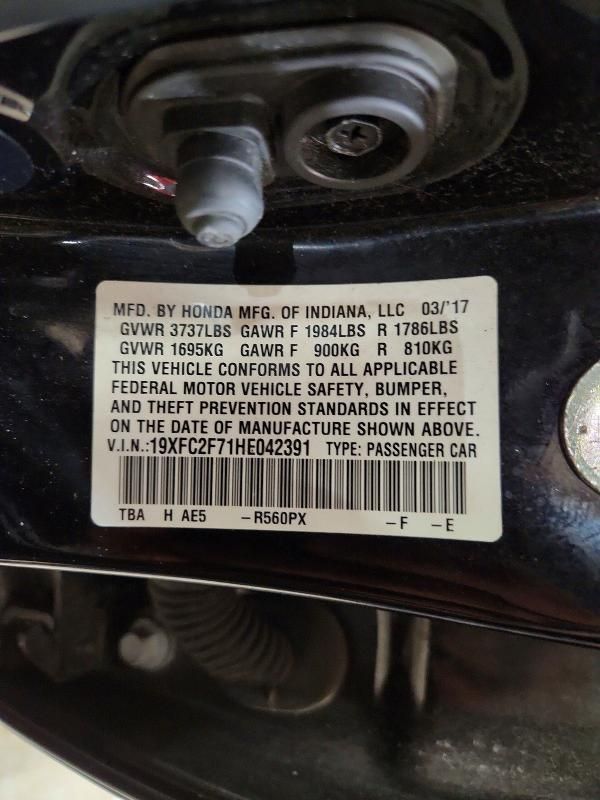 MFD. BY HONDA MFG. OF INDIANA, LLC 03/'17
GVWR 3737LBS GAWR F 1984LBS R 1786LBS
GVWR 1695KG GAWR F 900KG R 810KG
THIS VEHICLE CONFORMS TO ALL APPLICABLE
FEDERAL MOTOR VEHICLE SAFETY, BUMPER,
AND THEFT PREVENTION STANDARDS IN EFFECT
ON THE DATE OF MANUFACTURE SHOWN ABOVE.
V.I.N.:19XFC2F71HE042391 TYPE: PASSENGER CAR
TBA H AE5 -R560PX -F -E